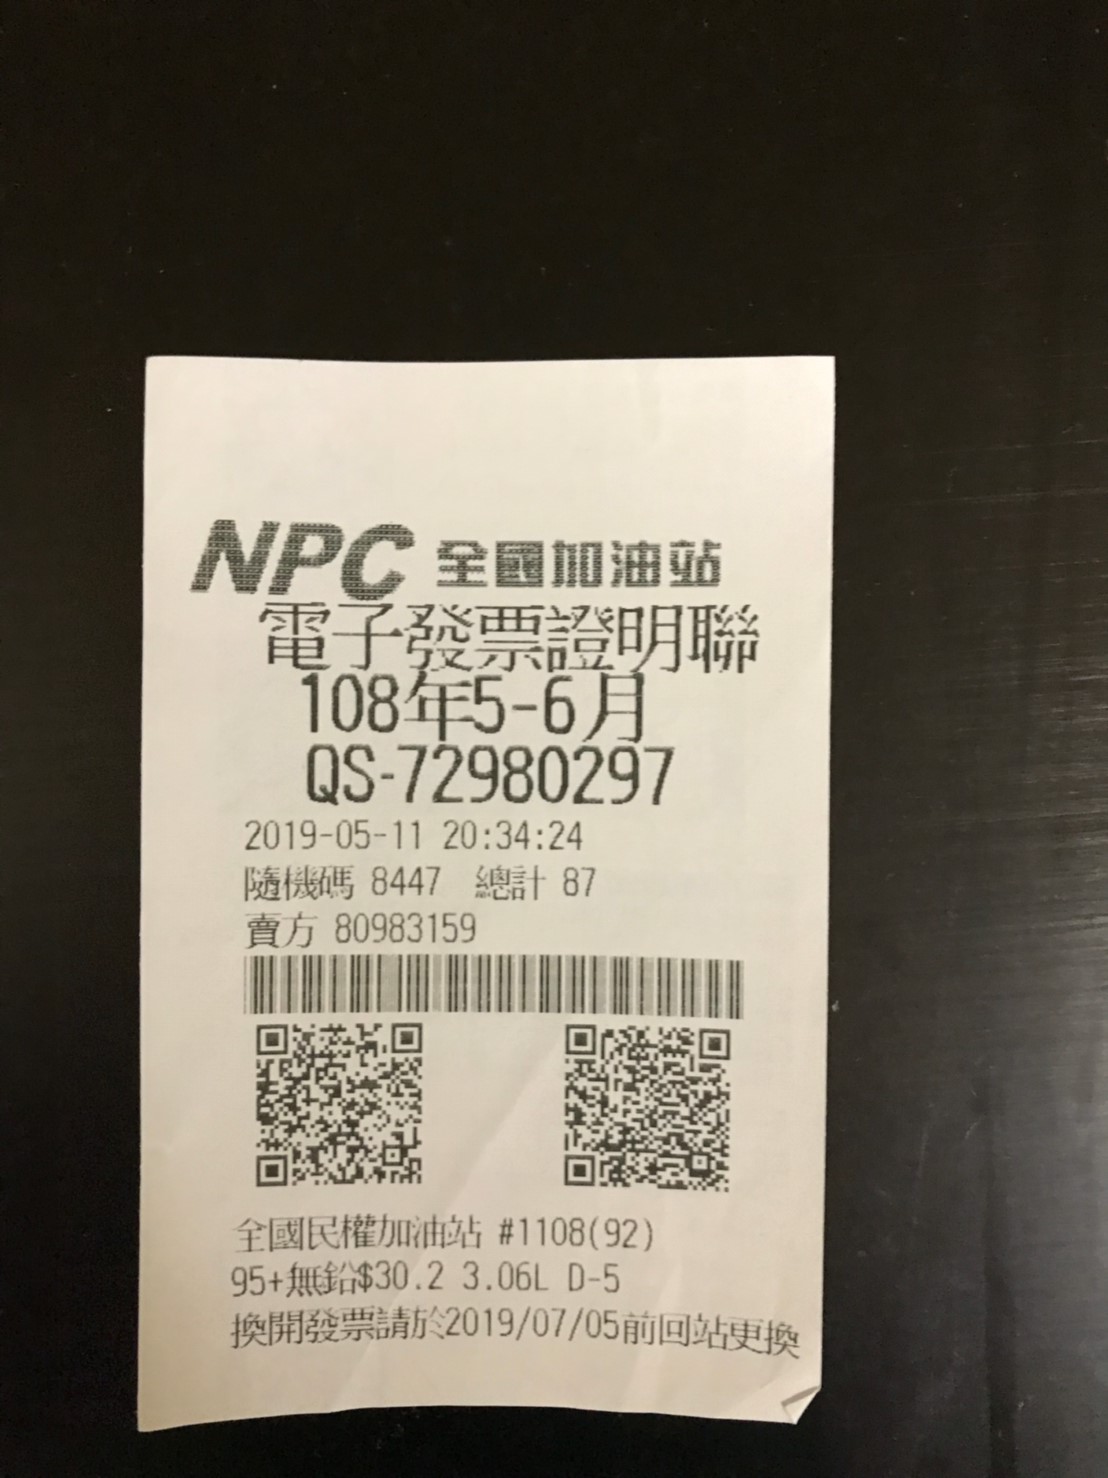 NPC 全國加油站
電子發票證明聯
108年5-6月
QS-72980297
2019-05-11 20:34:24
隨機碼 8447 總計 87
賣方 80983159
全國民權加油站 #1108(92)
95+無鉛$30.2 3.06L D-5
換開發票請於2019/07/05前回站更換